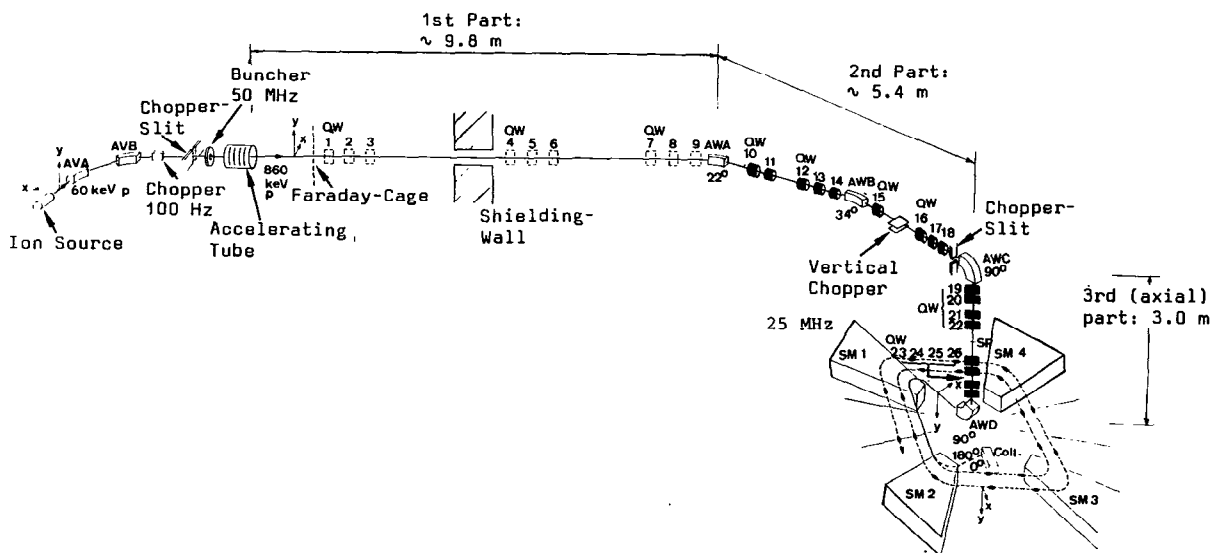 1st Part:
~ 9.8 m
2nd Part:
~ 5.4 m
Buncher
50 MHz
Chopper-
Slit
y
AVB
AVA
x
60 keV p
Chopper
100 Hz
Ion Source
Accelerating
Tube
860
keV
p
y
x
QW
1 2 3
Faraday-Cage
Shielding-
Wall
QW
4 5 6
QW
7 8 9
AWA
22°
QW
10 11
QW
12 13 14
AWB
34°
QW
15
Vertical
Chopper
QW
16 17 18
Chopper-
Slit
AWC
90°
QW
19
20
21
22
3rd (axial)
part: 3.0 m
25 MHz
SM 1
QW
23 24 25 26
SM 4
x
y
AWD
90°
180°
0°
SM 2
x
y
SM 3